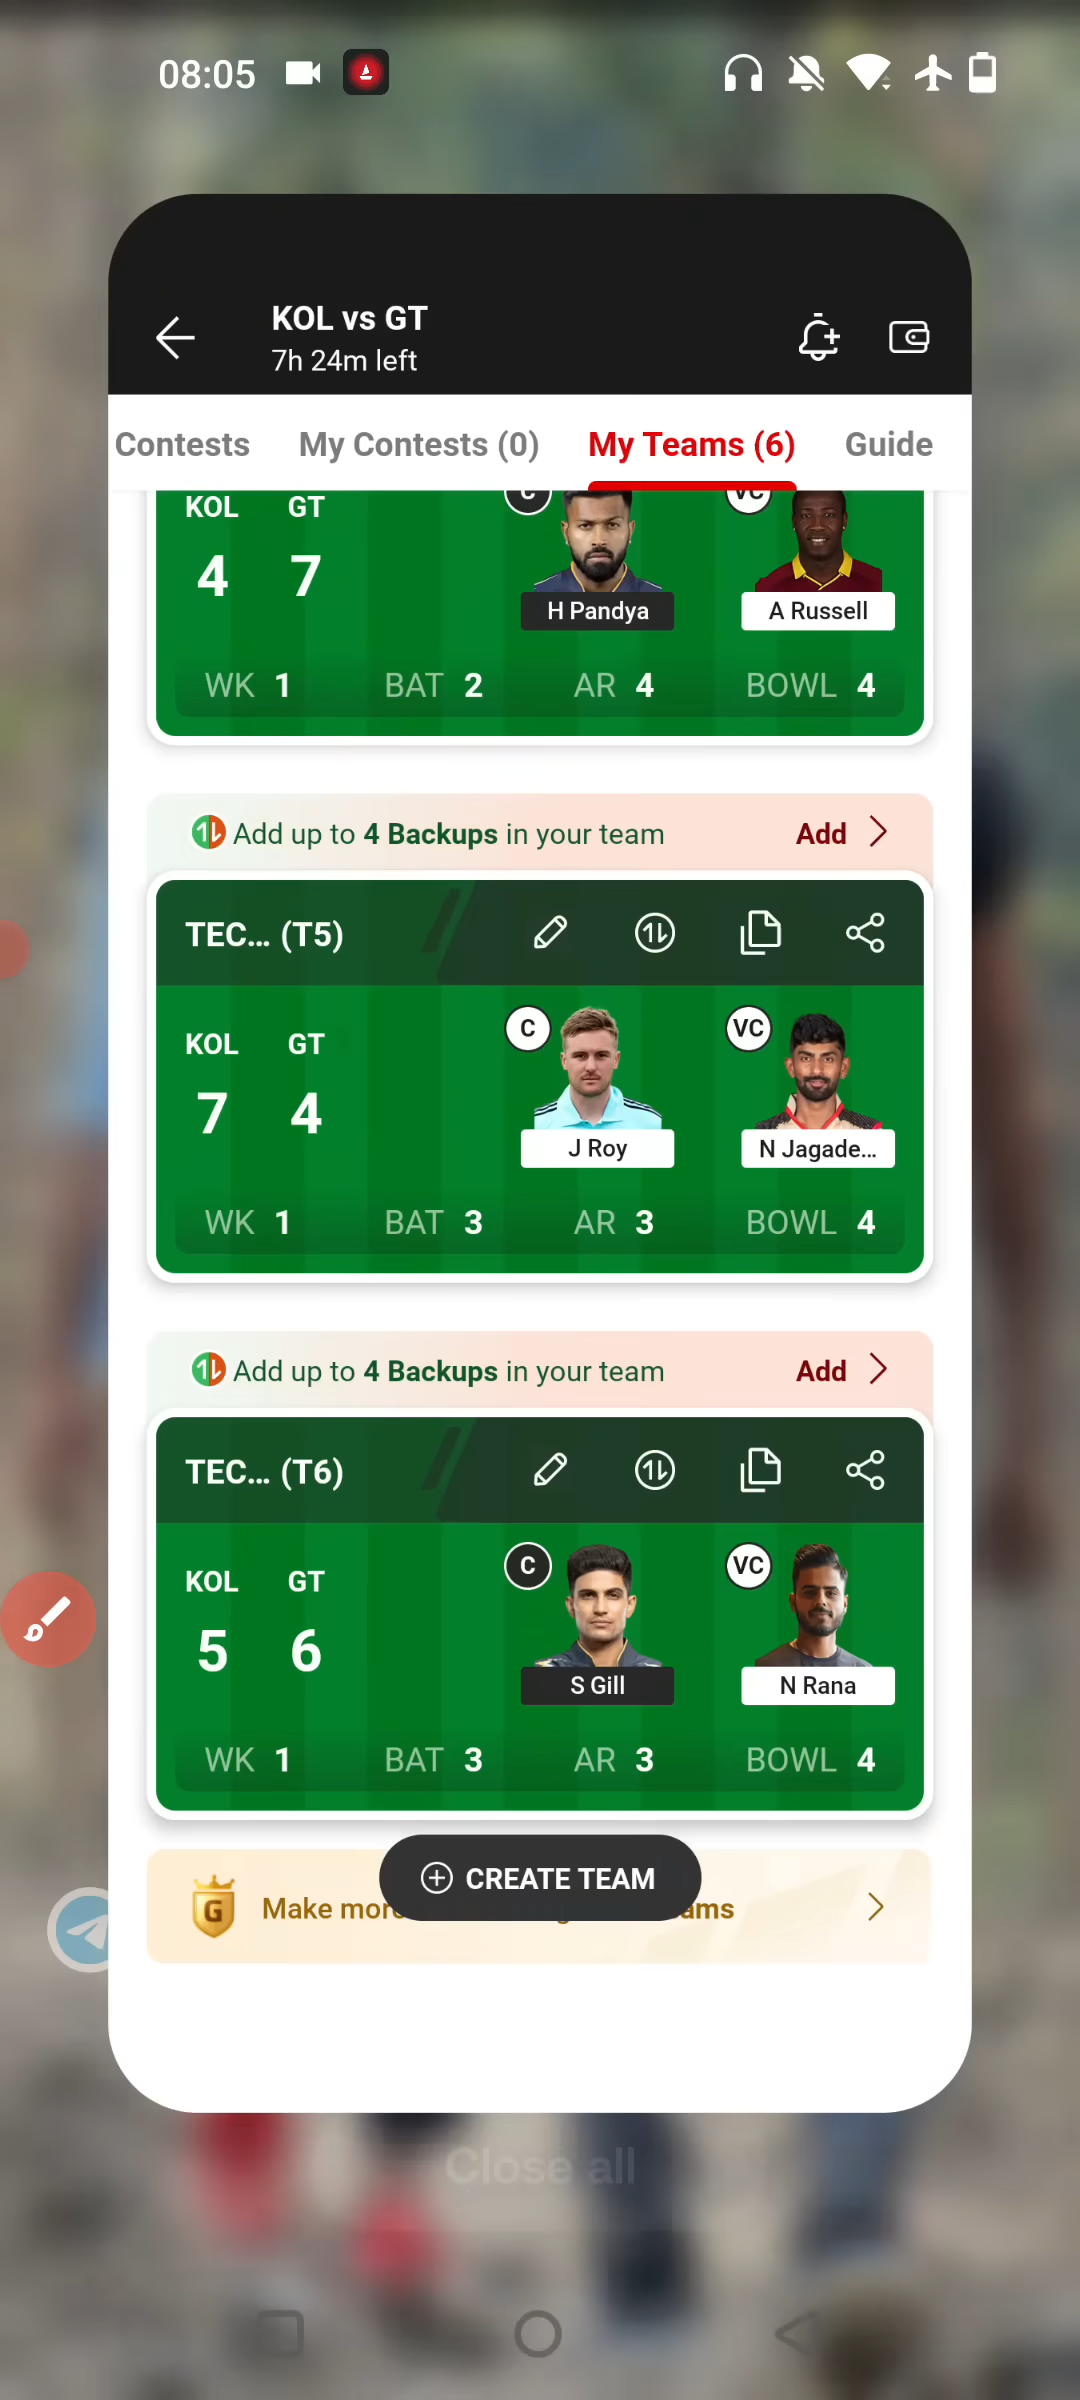 08:05
KOL vs GT
7h 24m left
Contests
My Contests (0)
My Teams (6)
Guide
KOL GT
C
VC
4 7
H Pandya
A Russell
WK 1 BAT 2 AR 4 BOWL 4
Add up to 4 Backups in your team Add
TEC... (T5)
KOL GT
C
VC
7 4
J Roy
N Jagade...
WK 1 BAT 3 AR 3 BOWL 4
Add up to 4 Backups in your team Add
TEC... (T6)
KOL GT
C
VC
5 6
S Gill
N Rana
WK 1 BAT 3 AR 3 BOWL 4
CREATE TEAM
G
Make
Close all